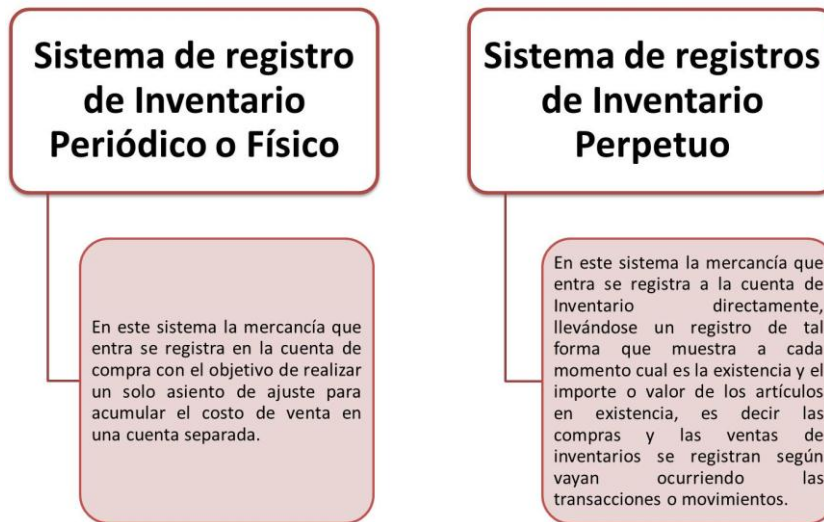 Sistema de registro
de Inventario
Periódico o Físico
En este sistema la mercancía que
entra se registra en la cuenta de
compra con el objetivo de realizar
un solo asiento de ajuste para
acumular el costo de venta en
una cuenta separada.
Sistema de registros
de Inventario
Perpetuo
En este sistema la mercancía que
entra se registra a la cuenta de
Inventario directamente,
llevándose un registro de tal
forma que muestra a cada
momento cual es la existencia y el
importe o valor de los artículos
en existencia, es decir las
compras y las ventas de
inventarios se registran según
vayan ocurriendo las
transacciones o movimientos.